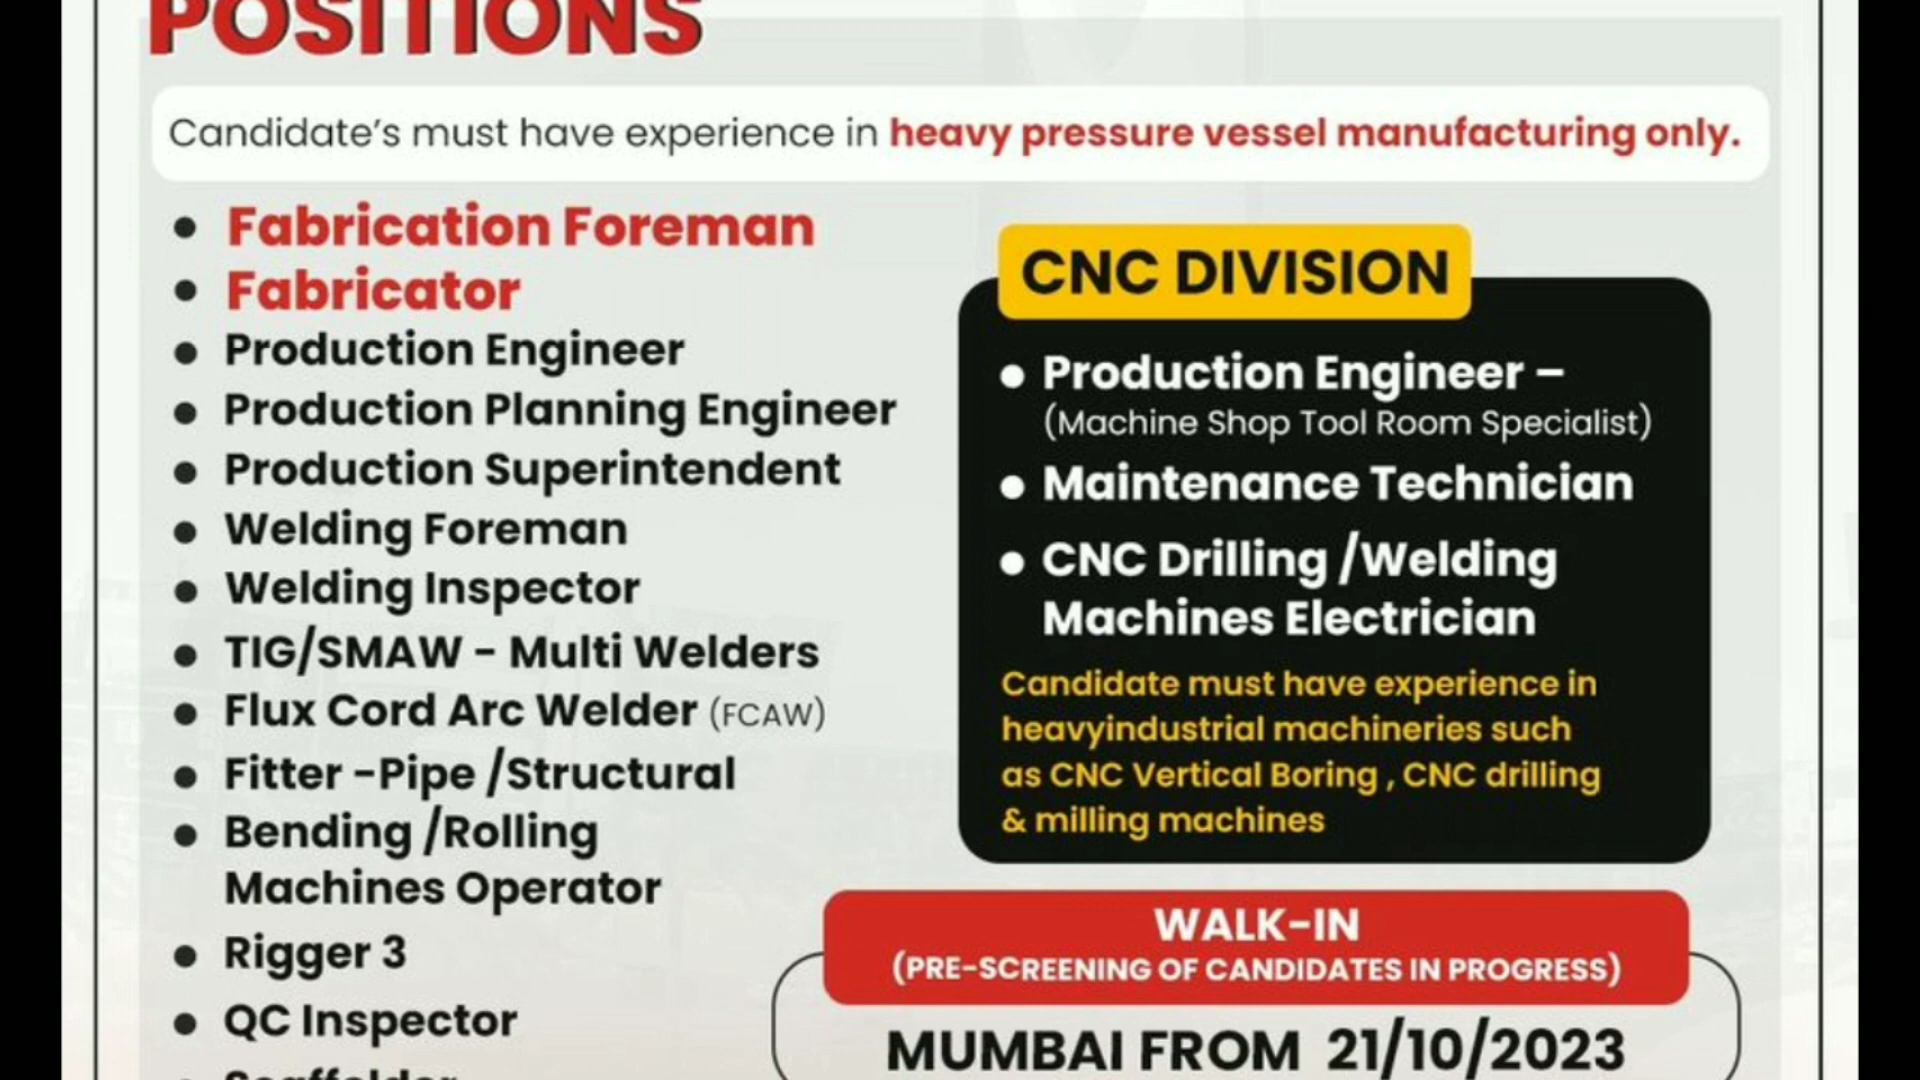 POSITIONS
Candidate's must have experience in heavy pressure vessel manufacturing only.
• Fabrication Foreman
• Fabricator
• Production Engineer
• Production Planning Engineer
• Production Superintendent
• Welding Foreman
• Welding Inspector
• TIG/SMAW - Multi Welders
• Flux Cord Arc Welder (FCAW)
• Fitter -Pipe /Structural
• Bending /Rolling
Machines Operator
• Rigger 3
• QC Inspector
• Scaffolder
CNC DIVISION
• Production Engineer –
(Machine Shop Tool Room Specialist)
• Maintenance Technician
• CNC Drilling /Welding
Machines Electrician
Candidate must have experience in
heavyindustrial machineries such
as CNC Vertical Boring , CNC drilling
& milling machines
WALK-IN
(PRE-SCREENING OF CANDIDATES IN PROGRESS)
MUMBAI FROM 21/10/2023